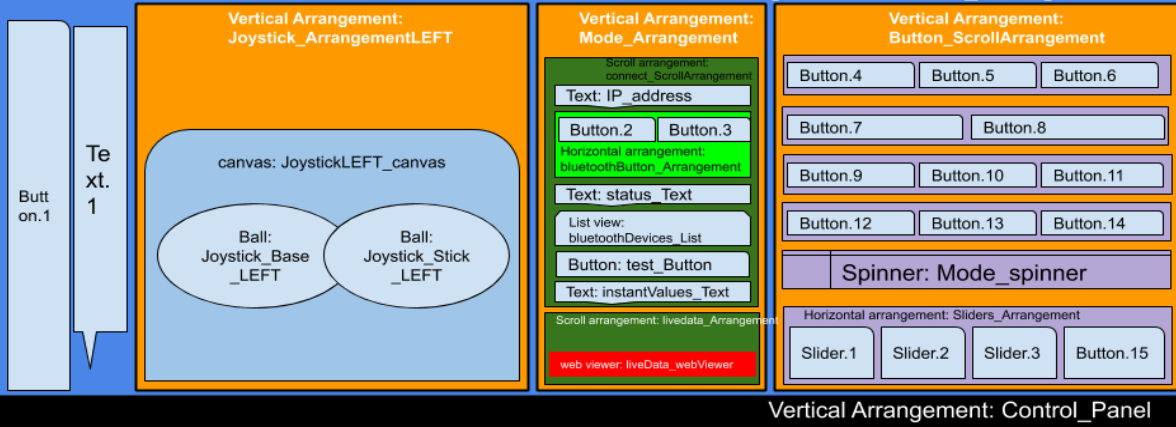 Butt
on.1
Te
xt.
1
Vertical Arrangement:
Joystick_ArrangementLEFT
canvas: JoystickLEFT_canvas
Ball:
Joystick_Base
_LEFT
Ball:
Joystick_Stick
_LEFT
Vertical Arrangement:
Mode_Arrangement
Scroll arrangement:
connect_ScrollArrangement
Text: IP_address
Button.2
Button.3
Horizontal arrangement:
bluetoothButton_Arrangement
Text: status_Text
List view:
bluetoothDevices_List
Button: test_Button
Text: instantValues_Text
Scroll arrangement: livedata_Arrangement
web viewer: liveData_webViewer
Vertical Arrangement:
Button_ScrollArrangement
Button.4
Button.5
Button.6
Button.7
Button.8
Button.9
Button.10
Button.11
Button.12
Button.13
Button.14
Spinner: Mode_spinner
Horizontal arrangement: Sliders_Arrangement
Slider.1
Slider.2
Slider.3
Button.15
Vertical Arrangement: Control_Panel